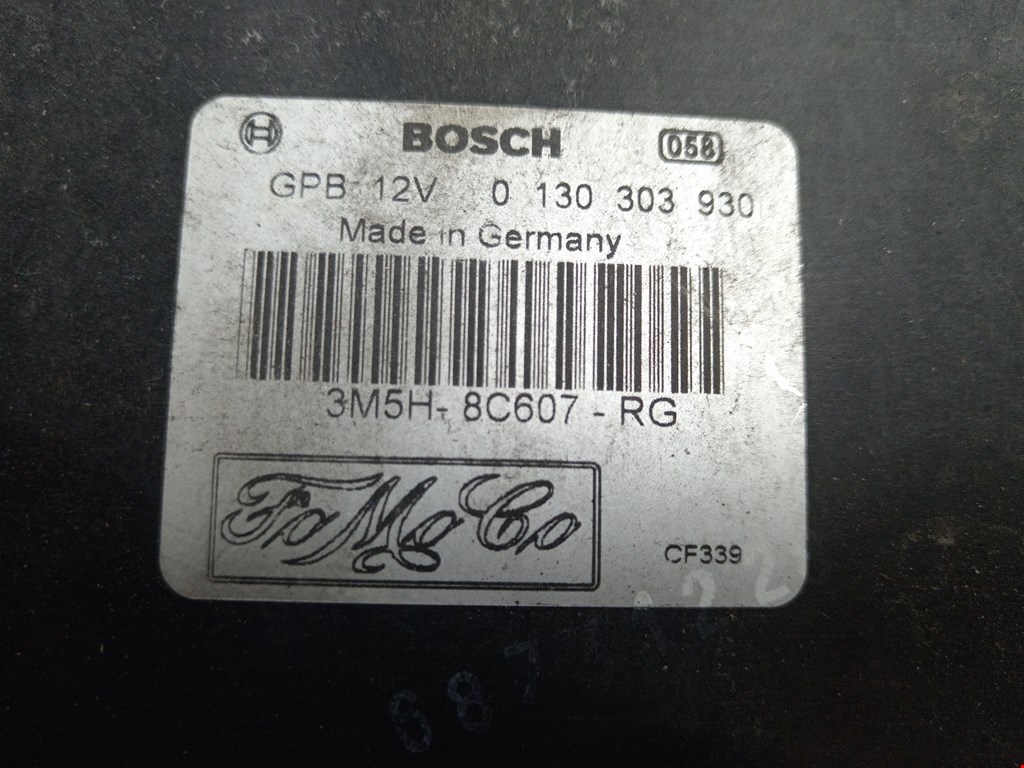 BOSCH 058
GPB 12V 0 130 303 930
Made in Germany
3M5H- 8C607 - RG
FoMoCo
CF339